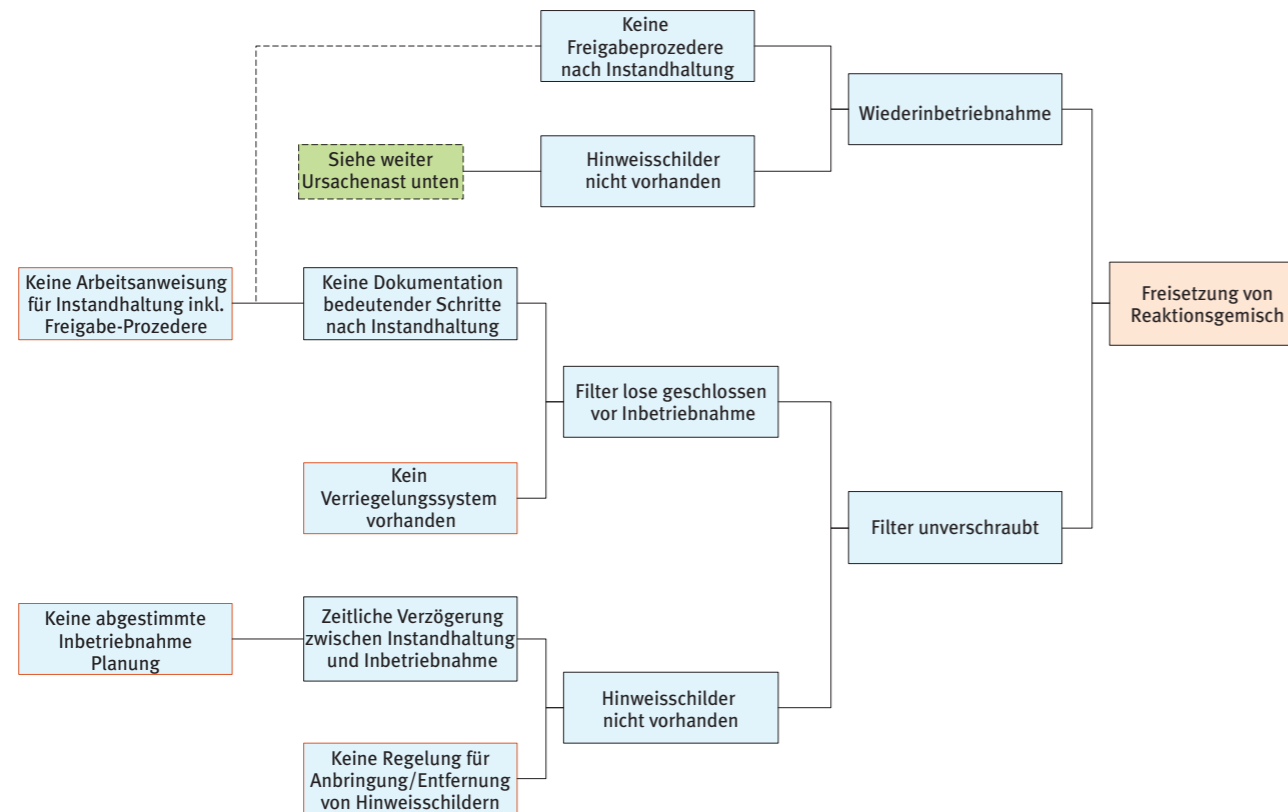 Keine
Freigabeprozedere
nach Instandhaltung
Wiederinbetriebnahme
Siehe weiter
Ursachenast unten
Hinweisschilder
nicht vorhanden
Keine Arbeitsanweisung
für Instandhaltung inkl.
Freigabe-Prozedere
Keine Dokumentation
bedeutender Schritte
nach Instandhaltung
Freisetzung von
Reaktionsgemisch
Filter lose geschlossen
vor Inbetriebnahme
Kein
Verriegelungssystem
vorhanden
Filter unverschraubt
Keine abgestimmte
Inbetriebnahme
Planung
Zeitliche Verzögerung
zwischen Instandhaltung
und Inbetriebnahme
Hinweisschilder
nicht vorhanden
Keine Regelung für
Anbringung/Entfernung
von Hinweisschildern